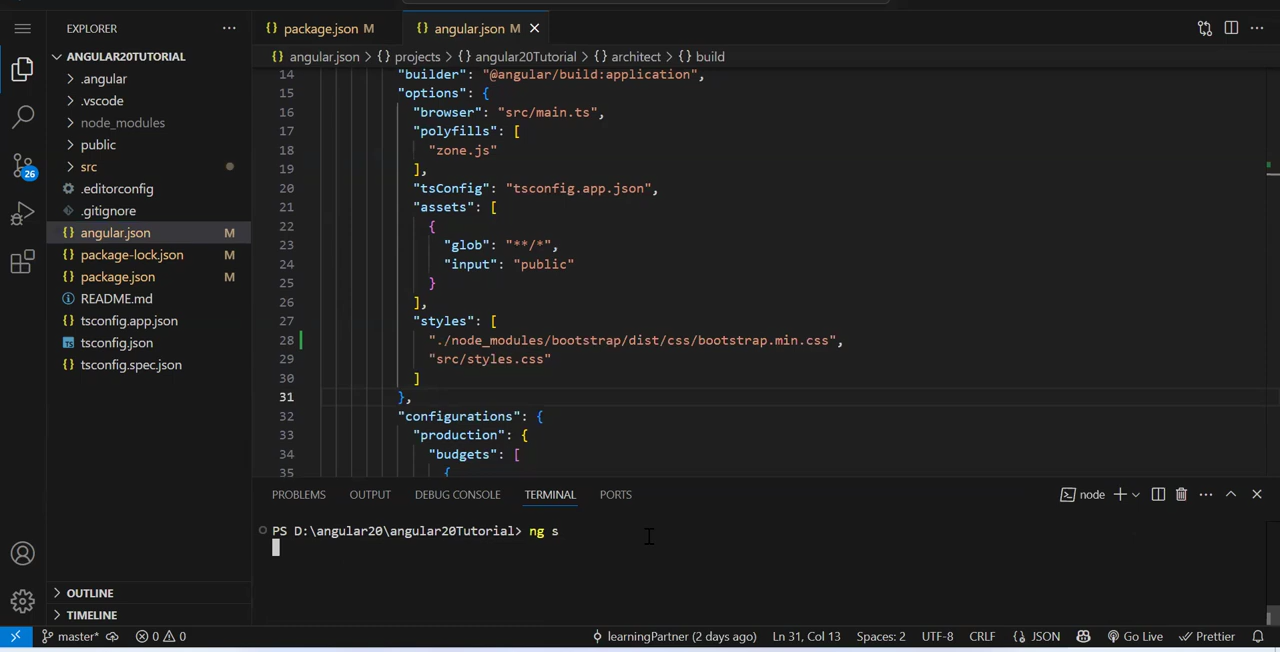 EXPLORER
ANGULAR20TUTORIAL
.angular
.vscode
node_modules
public
src
.editorconfig
.gitignore
angular.json M
package-lock.json M
package.json M
README.md
tsconfig.app.json
tsconfig.json
tsconfig.spec.json
OUTLINE
TIMELINE
26
package.json M
angular.json M
angular.json > projects > angular20Tutorial > architect > build
14 "builder": "@angular/build:application",
15 "options": {
16 "browser": "src/main.ts",
17 "polyfills": [
18 "zone.js"
19 ],
20 "tsConfig": "tsconfig.app.json",
21 "assets": [
22 {
23 "glob": "**/*",
24 "input": "public"
25 }
26 ],
27 "styles": [
28 "./node_modules/bootstrap/dist/css/bootstrap.min.css",
29 "src/styles.css"
30 ]
31 },
32 "configurations": {
33 "production": {
34 "budgets": [
35 {
PROBLEMS OUTPUT DEBUG CONSOLE TERMINAL PORTS
node
PS D:\angular20\angular20Tutorial> ng s
master* 0 0 learningPartner (2 days ago) Ln 31, Col 13 Spaces: 2 UTF-8 CRLF {} JSON Go Live Prettier